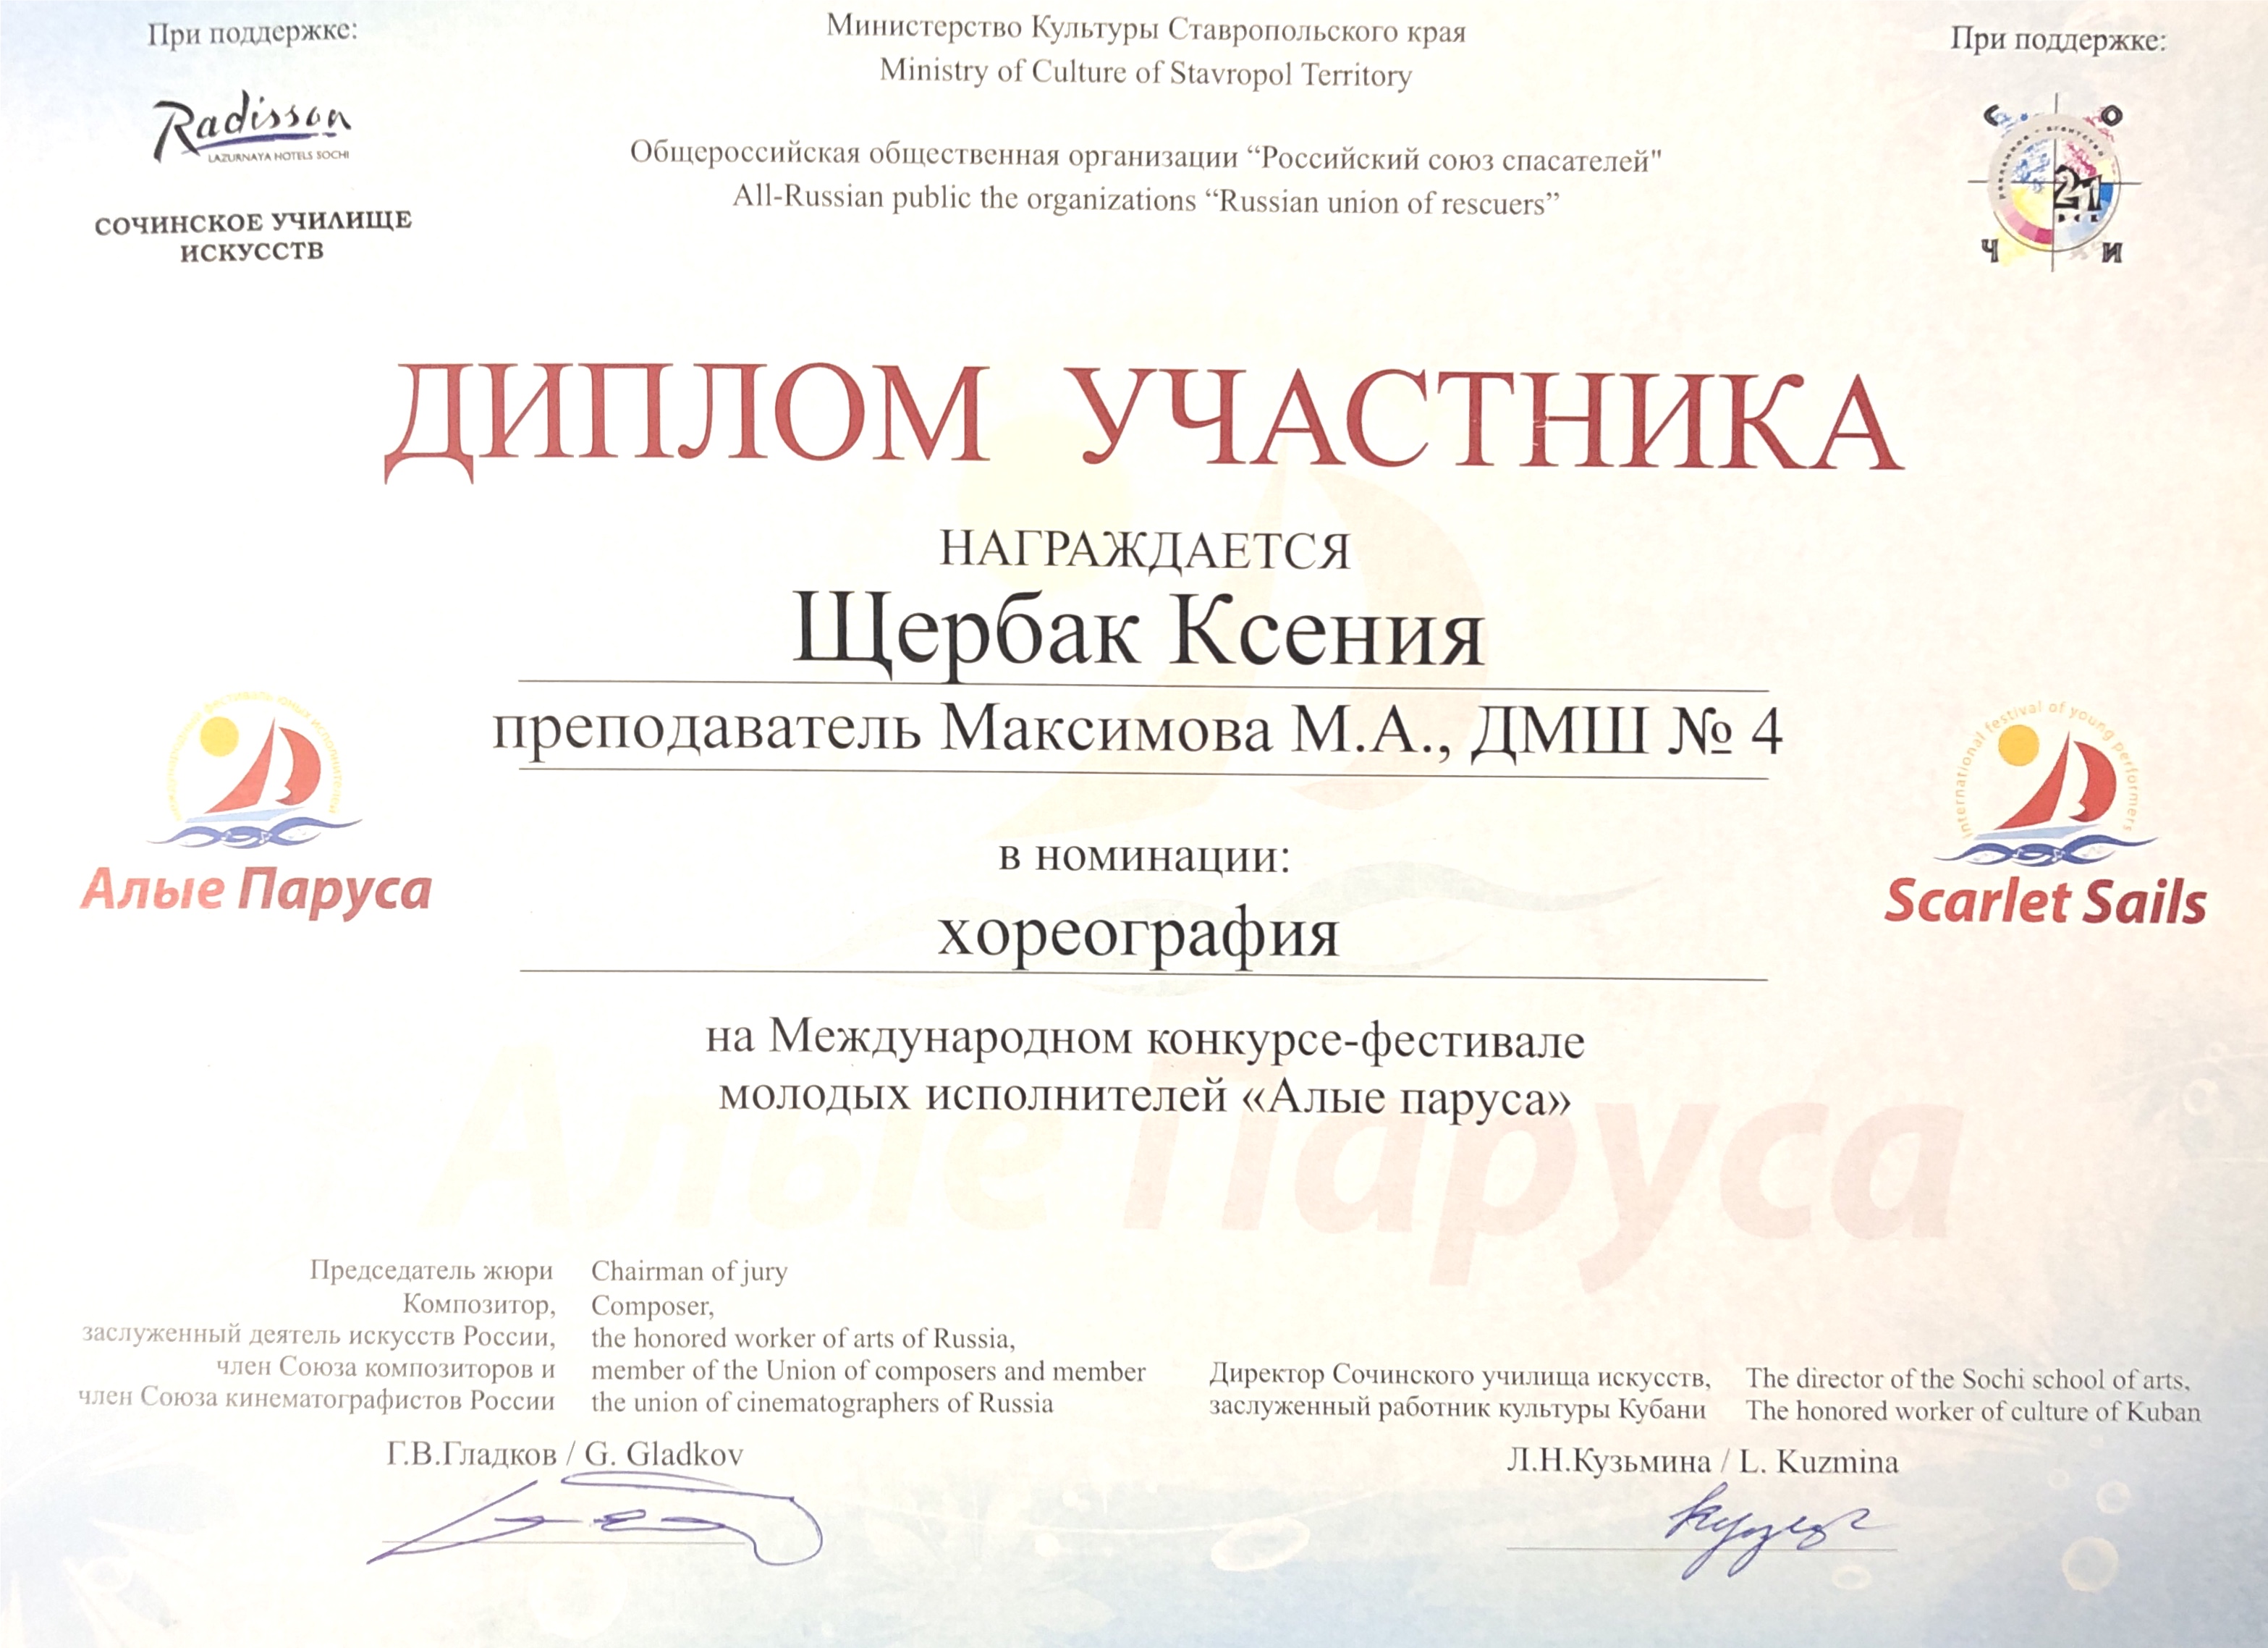 При поддержке:
Radisson
LAZURNAYA HOTELS SOCHI
СОЧИНСКОЕ УЧИЛИЩЕ
ИСКУССТВ
Министерство Культуры Ставропольского края
Ministry of Culture of Stavropol Territory
Общероссийская общественная организации “Российский союз спасателей"
All-Russian public the organizations “Russian union of rescuers”
При поддержке:
С О
21
Ч И
ДИПЛОМ УЧАСТНИКА
НАГРАЖДАЕТСЯ
Щербак Ксения
преподаватель Максимова М.А., ДМШ № 4
в номинации:
хореография
на Международном конкурсе-фестивале
молодых исполнителей «Алые паруса»
международный фестиваль юных исполнителей
Алые Паруса
international festival of young performers
Scarlet Sails
Алые Паруса
Председатель жюри
Композитор,
заслуженный деятель искусств России,
член Союза композиторов и
член Союза кинематографистов России
Chairman of jury
Composer,
the honored worker of arts of Russia,
member of the Union of composers and member
the union of cinematographers of Russia
Г.В.Гладков / G. Gladkov
Директор Сочинского училища искусств,
заслуженный работник культуры Кубани
The director of the Sochi school of arts,
The honored worker of culture of Kuban
Л.Н.Кузьмина / L. Kuzmina